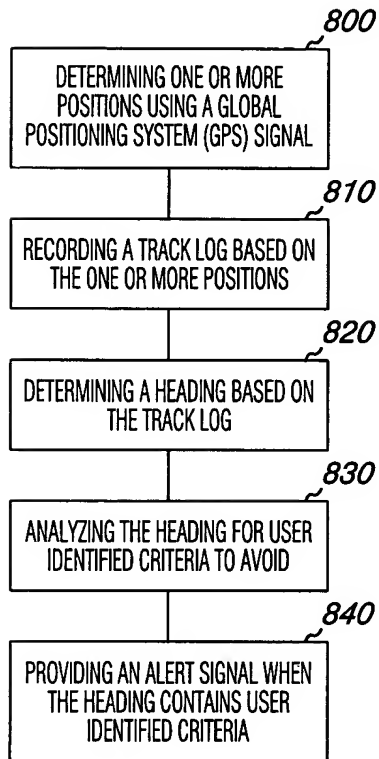 800
DETERMINING ONE OR MORE
POSITIONS USING A GLOBAL
POSITIONING SYSTEM (GPS) SIGNAL
810
RECORDING A TRACK LOG BASED ON
THE ONE OR MORE POSITIONS
820
DETERMINING A HEADING BASED ON
THE TRACK LOG
830
ANALYZING THE HEADING FOR USER
IDENTIFIED CRITERIA TO AVOID
840
PROVIDING AN ALERT SIGNAL WHEN
THE HEADING CONTAINS USER
IDENTIFIED CRITERIA